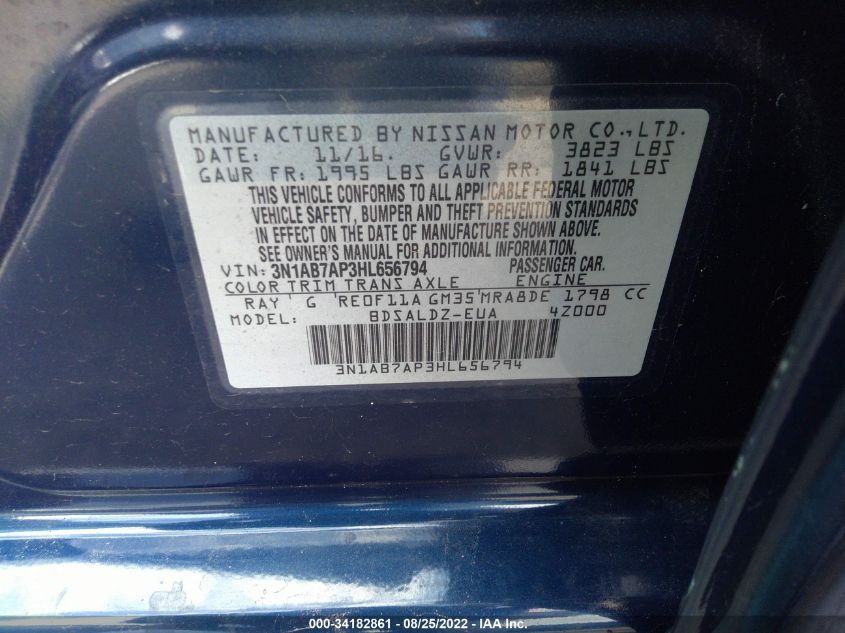 MANUFACTURED BY NISSAN MOTOR CO., LTD.
DATE: 11/16. GVWR: 3823 LBS
GAWR FR: 1995 LBS GAWR RR: 1841 LBS
THIS VEHICLE CONFORMS TO ALL APPLICABLE FEDERAL MOTOR
VEHICLE SAFETY, BUMPER AND THEFT PREVENTION STANDARDS
IN EFFECT ON THE DATE OF MANUFACTURE SHOWN ABOVE.
SEE OWNER'S MANUAL FOR ADDITIONAL INFORMATION.
VIN: 3N1AB7AP3HL656794 PASSENGER CAR.
COLOR TRIM TRANS AXLE ENGINE
RAY G RE0F11A GM35 MRA8DE 1798 CC
MODEL: BDSALDZ-EUA 4Z000
3N1AB7AP3HL656794
000-34182861 - 08/25/2022 - IAA Inc.